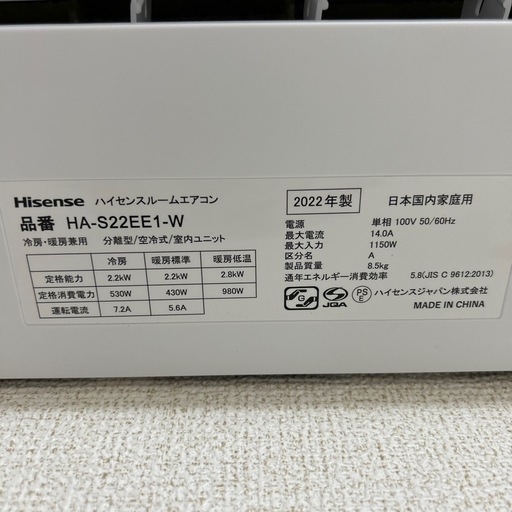 Hisense ハイセンスルームエアコン
品番 HA-S22EE1-W
冷房・暖房兼用 分離型/空冷式/室内ユニット
冷房 暖房標準 暖房低温
定格能力 2.2kW 2.2kW 2.8kW
定格消費電力 530W 430W 980W
運転電流 7.2A 5.6A
2022年製 日本国内家庭用
電源 単相 100V 50/60Hz
最大電流 14.0A
最大入力 1150W
区分名 A
製品質量 8.5kg
通年エネルギー消費効率 5.8(JIS C 9612:2013)
G JQA PS E ハイセンスジャパン株式会社
MADE IN CHINA